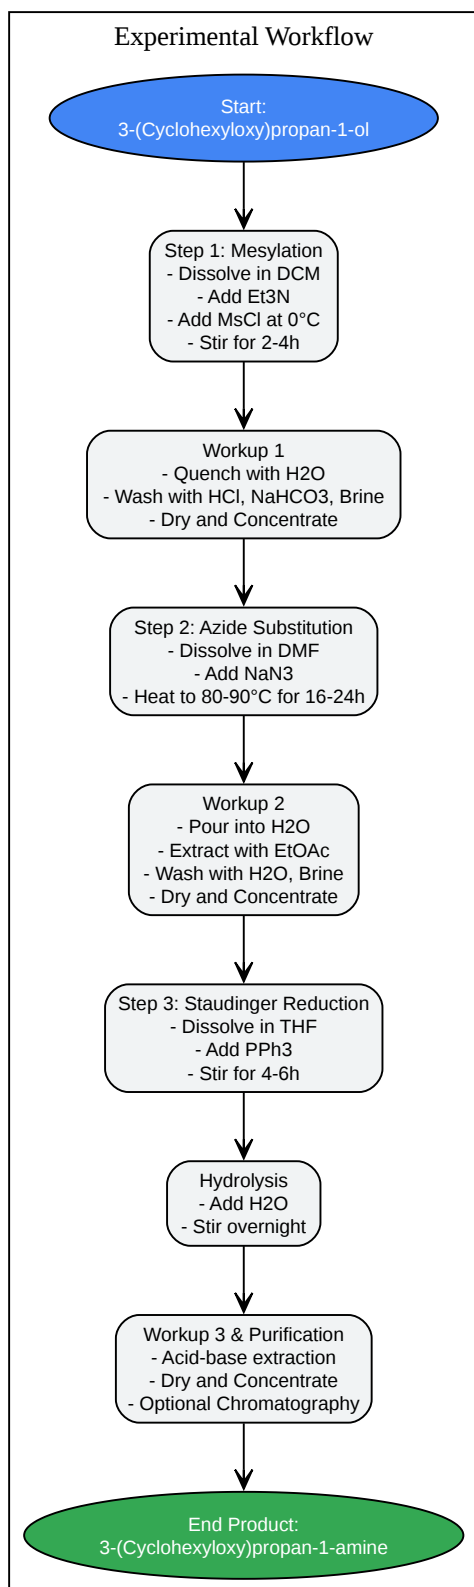 Experimental Workflow
Start:
3-(Cyclohexyloxy)propan-1-ol
Step 1: Mesylation
- Dissolve in DCM
- Add Et3N
- Add MsCl at 0°C
- Stir for 2-4h
Workup 1
- Quench with H2O
- Wash with HCl, NaHCO3, Brine
- Dry and Concentrate
Step 2: Azide Substitution
- Dissolve in DMF
- Add NaN3
- Heat to 80-90°C for 16-24h
Workup 2
- Pour into H2O
- Extract with EtOAc
- Wash with H2O, Brine
- Dry and Concentrate
Step 3: Staudinger Reduction
- Dissolve in THF
- Add PPh3
- Stir for 4-6h
Hydrolysis
- Add H2O
- Stir overnight
Workup 3 & Purification
- Acid-base extraction
- Dry and Concentrate
- Optional Chromatography
End Product:
3-(Cyclohexyloxy)propan-1-amine